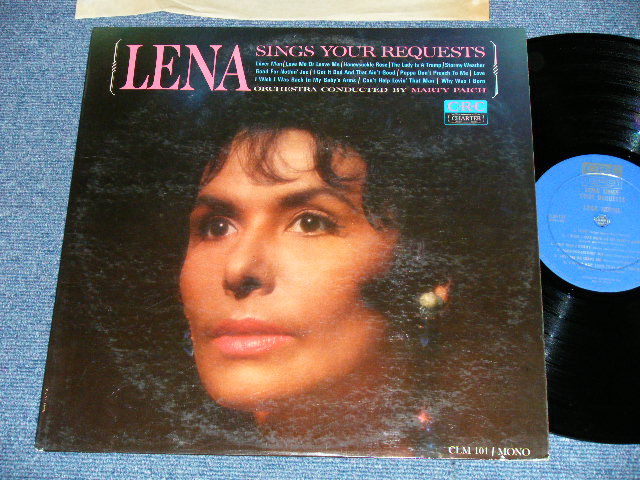 LENA
SINGS YOUR REQUESTS
Lover Man / Love Me Or Leave Me / Honeysuckle Rose / The Lady Is A Tramp / Stormy Weather
Good For Nothin' Joe / I Got It Bad And That Ain't Good / Poppa Don't Preach To Me / Love
I Wish I Was Back In My Baby's Arms / Can't Help Lovin' That Man / Why Was I Born
ORCHESTRA CONDUCTED BY MARTY PAICH
C·R·C
CHARTER
CLM 101 / MONO